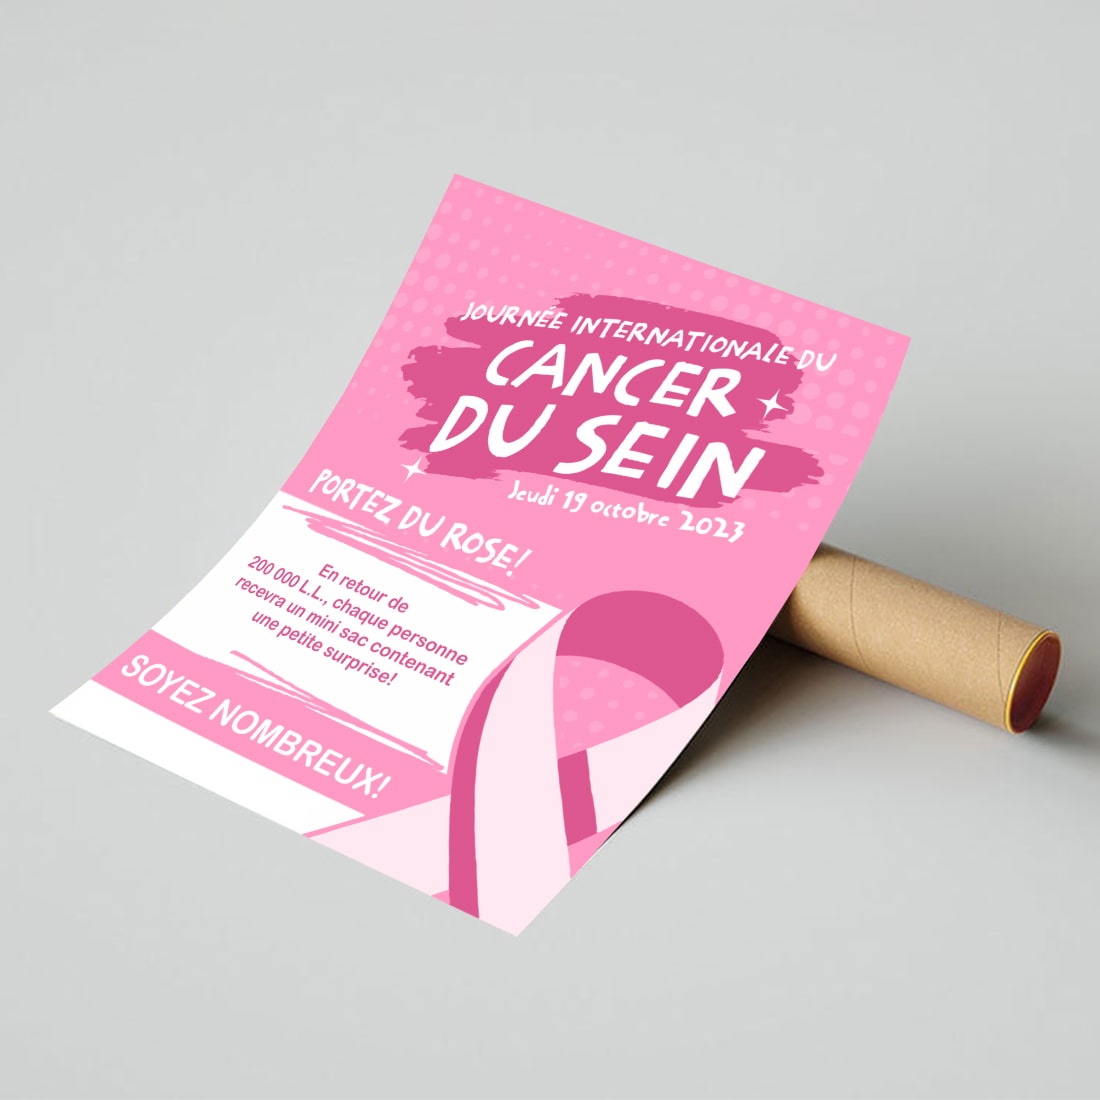 JOURNÉE INTERNATIONALE DU
CANCER
DU SEIN
Jeudi 19 octobre 2023
PORTEZ DU ROSE!
En retour de
200 000 L.L., chaque personne
recevra un mini sac contenant
une petite surprise!
SOYEZ NOMBREUX!